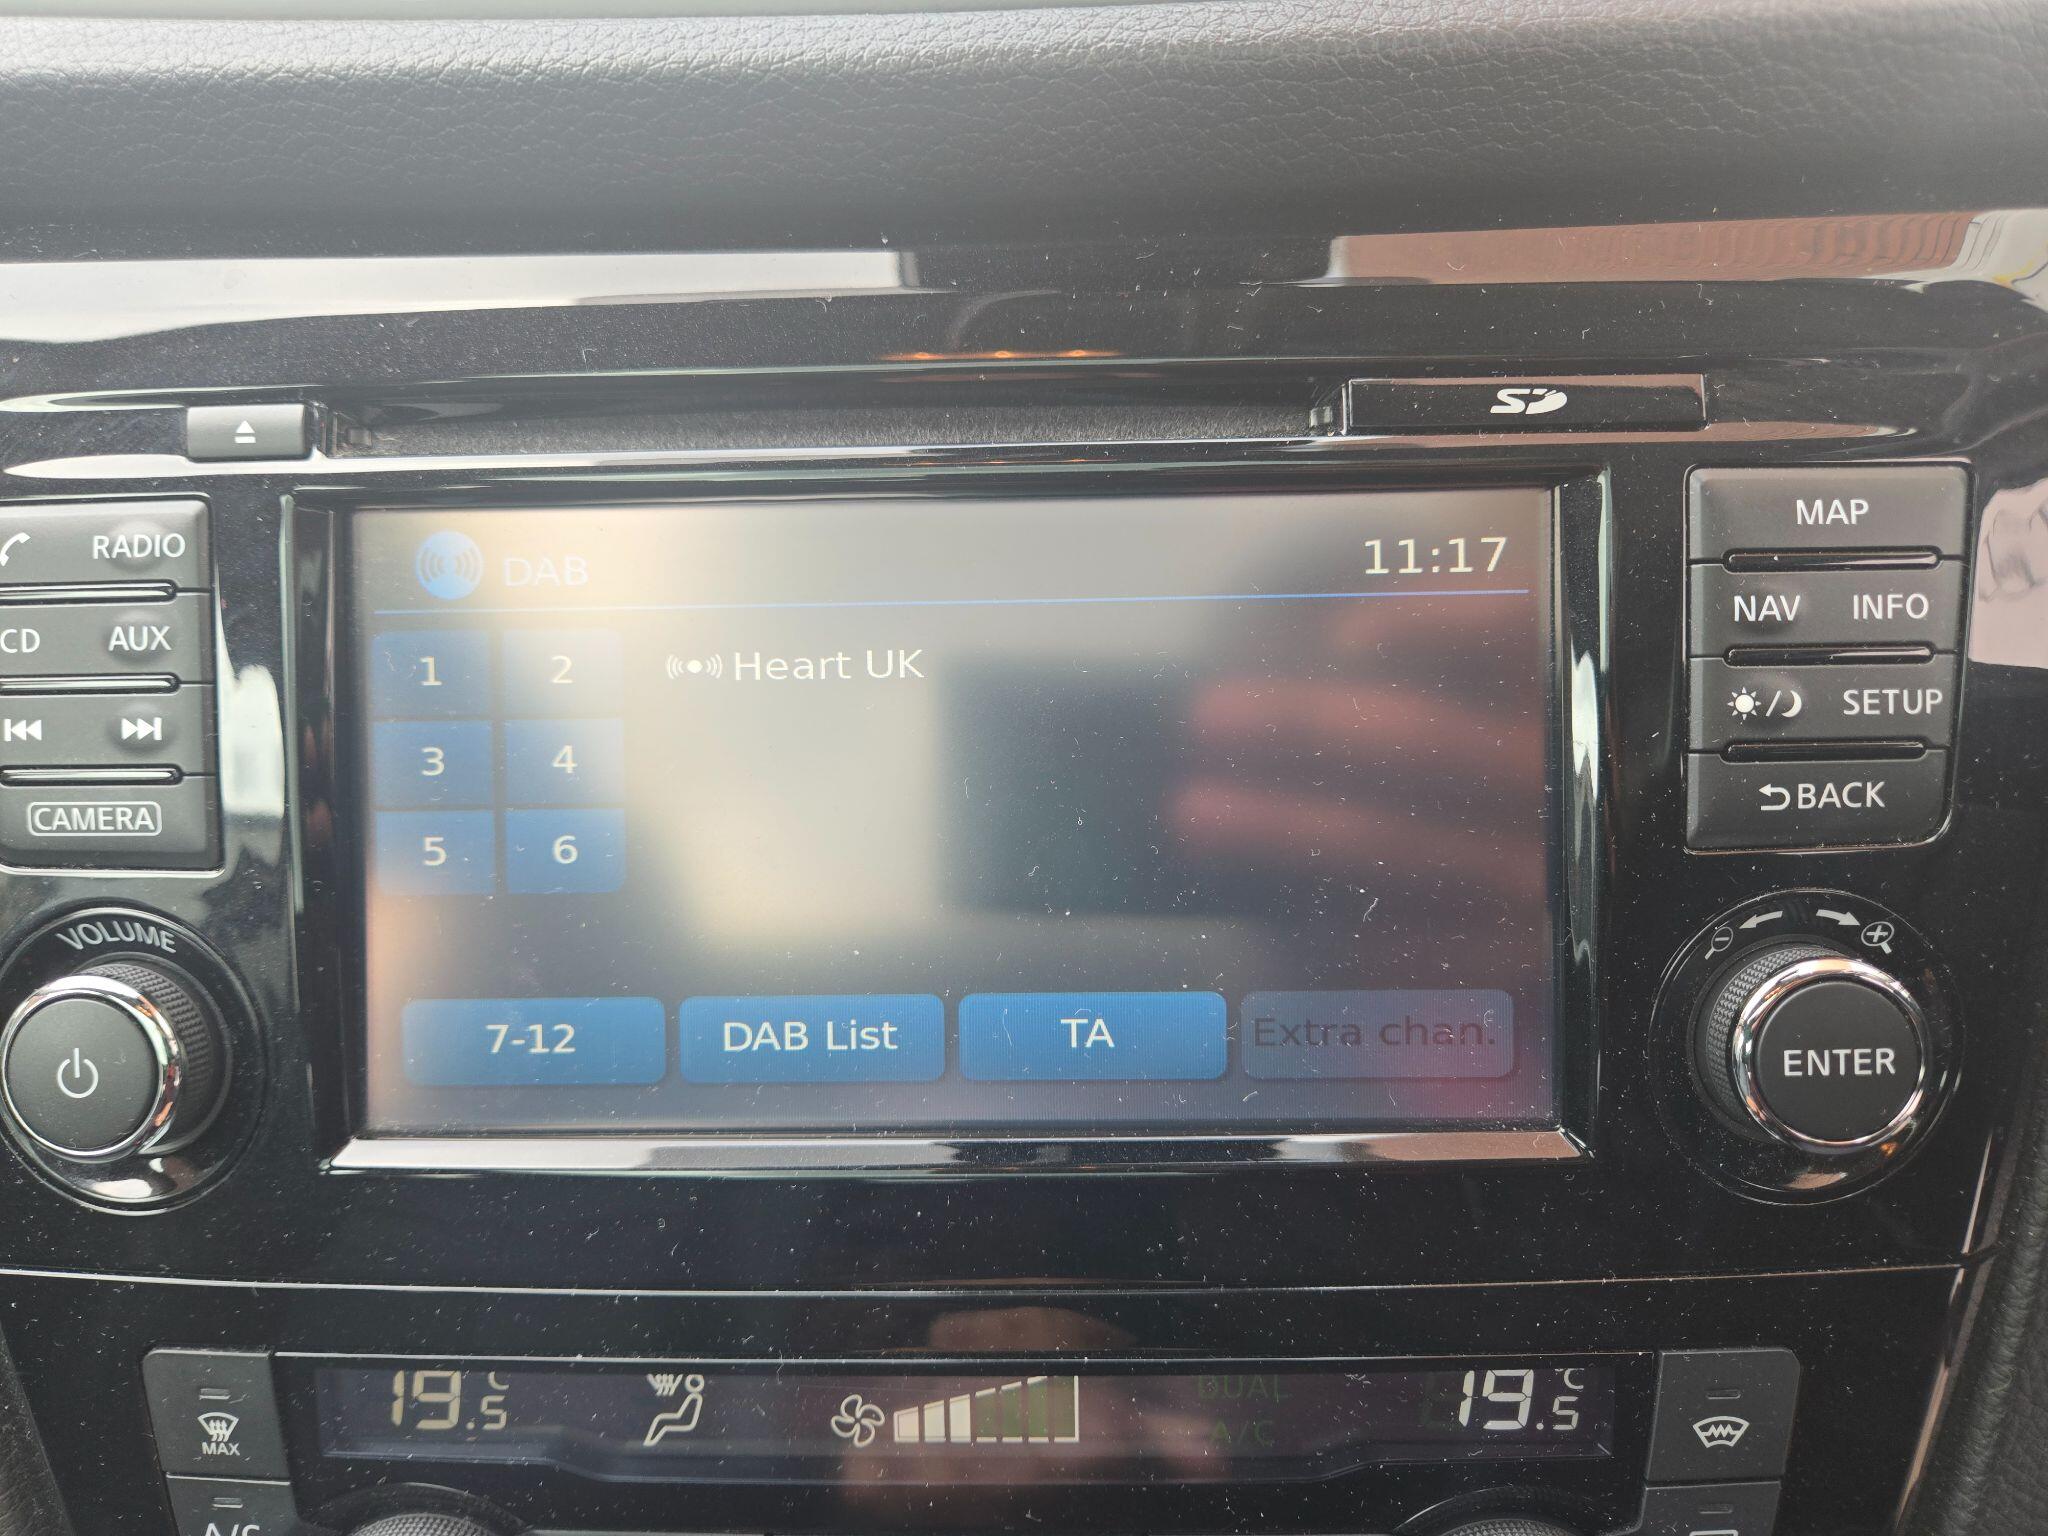 SD
RADIO
MAP
DAB 11:17
CD AUX
NAV INFO
1 2 Heart UK
SETUP
3 4
CAMERA
BACK
5 6
VOLUME
7-12 DAB List TA Extra chan.
ENTER
19.5 °C DUAL 19.5 °C
A/C
MAX
A/C